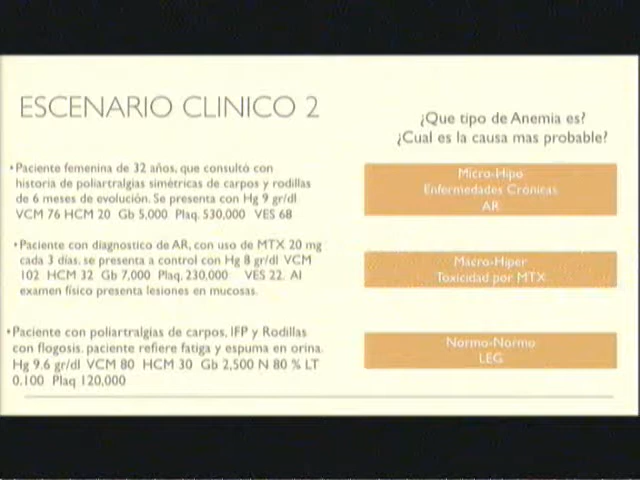 ESCENARIO CLINICO 2
¿Que tipo de Anemia es?
¿Cual es la causa mas probable?
•Paciente femenina de 32 años, que consultó con
historia de poliartralgias simétricas de carpos y rodillas
de 6 meses de evolución. Se presenta con Hg 9 gr/dl
VCM 76 HCM 20 Gb 5,000 Plaq. 530,000 VES 68
Micro-Hipo
Enfermedades Crónicas
AR
•Paciente con diagnostico de AR, con uso de MTX 20 mg
cada 3 días. se presenta a control con Hg 8 gr/dl VCM
102 HCM 32 Gb 7,000 Plaq. 230,000 VES 22. Al
examen físico presenta lesiones en mucosas.
Macro-Hiper
Toxicidad por MTX
•Paciente con poliartralgias de carpos, IFP y Rodillas
con flogosis. paciente refiere fatiga y espuma en orina.
Hg 9.6 gr/dl VCM 80 HCM 30 Gb 2,500 N 80 % LT
0.100 Plaq 120,000
Normo-Normo
LEG